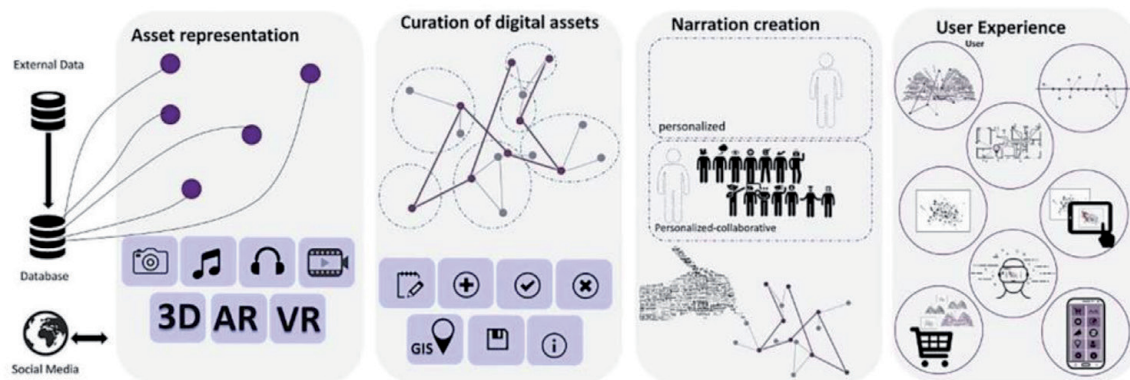 Asset representation
External Data
Database
3D
AR
VR
Social Media
Curation of digital assets
GIS
Narration creation
personalized
Personalized-collaborative
User Experience
User